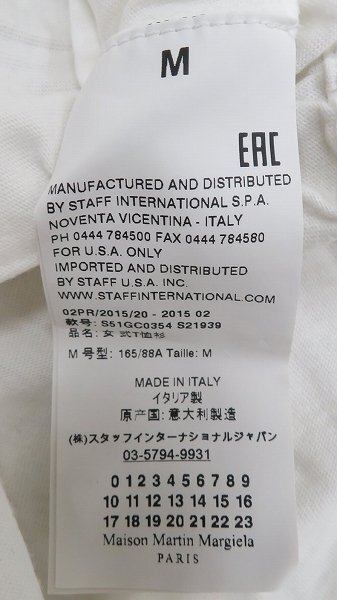 M
EAC
MANUFACTURED AND DISTRIBUTED
BY STAFF INTERNATIONAL S.P.A.
NOVENTA VICENTINA - ITALY
PH 0444 784500 FAX 0444 784580
FOR U.S.A. ONLY
IMPORTED AND DISTRIBUTED
BY STAFF U.S.A. INC.
WWW.STAFFINTERNATIONAL.COM
02PR/2015/20 - 2015 02
款号: S51GC0354 S21939
品名: 女 式T恤衫
M 号型: 165/88A Taille: M
MADE IN ITALY
イタリア製
原产国: 意大利製造
(株)スタッフインターナショナルジャパン
03-5794-9931
0 1 2 3 4 5 6 7 8 9
10 11 12 13 14 15 16
17 18 19 20 21 22 23
Maison Martin Margiela
PARIS